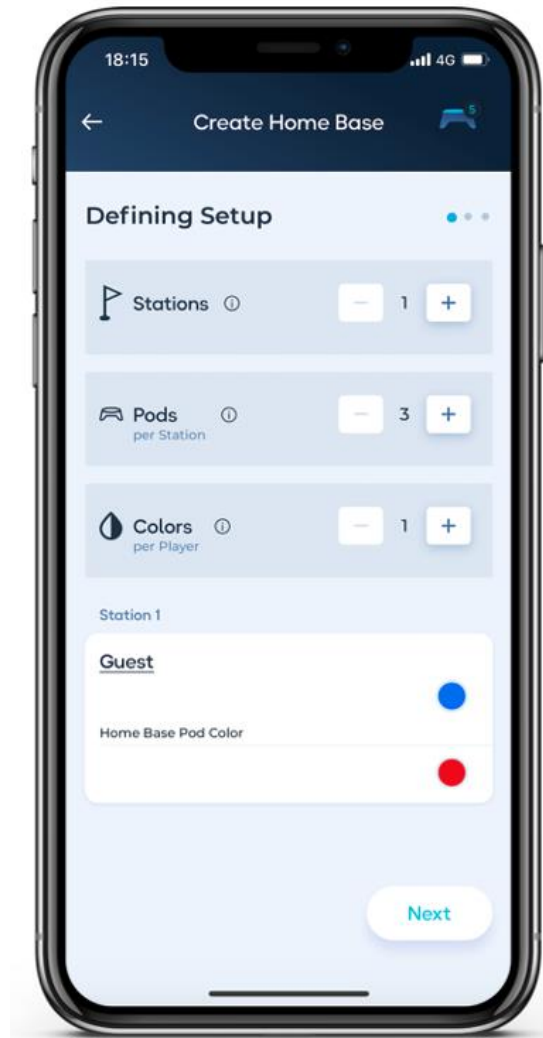 18:15
4G
Create Home Base
5
Defining Setup
Stations
1
Pods
3
per Station
Colors
1
per Player
Station 1
Guest
Home Base Pod Color
Next